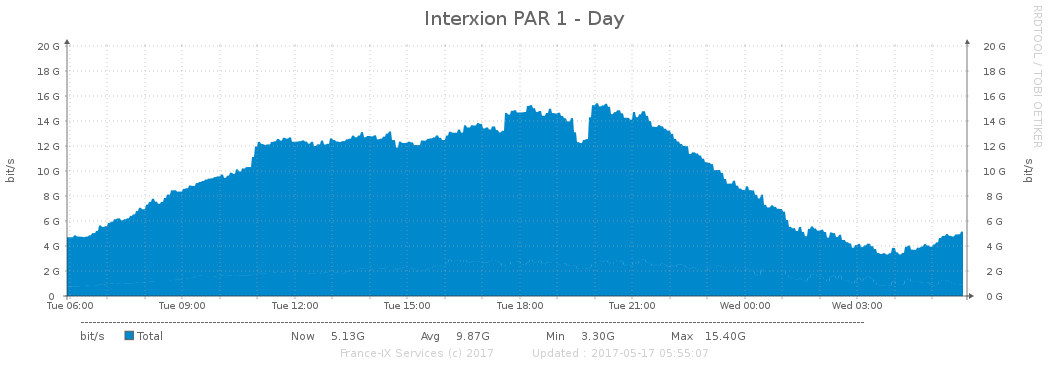 Interxion PAR 1 - Day
RRDTOOL / TOBI OETIKER
20 G 20 G
18 G 18 G
16 G 16 G
14 G 14 G
12 G 12 G
10 G 10 G
8 G 8 G
6 G 6 G
4 G 4 G
2 G 2 G
0 0 G
bit/s bit/s
Tue 06:00 Tue 09:00 Tue 12:00 Tue 15:00 Tue 18:00 Tue 21:00 Wed 00:00 Wed 03:00
bit/s Total Now 5.13G Avg 9.87G Min 3.30G Max 15.40G
France-IX Services (c) 2017 Updated : 2017-05-17 05:55:07